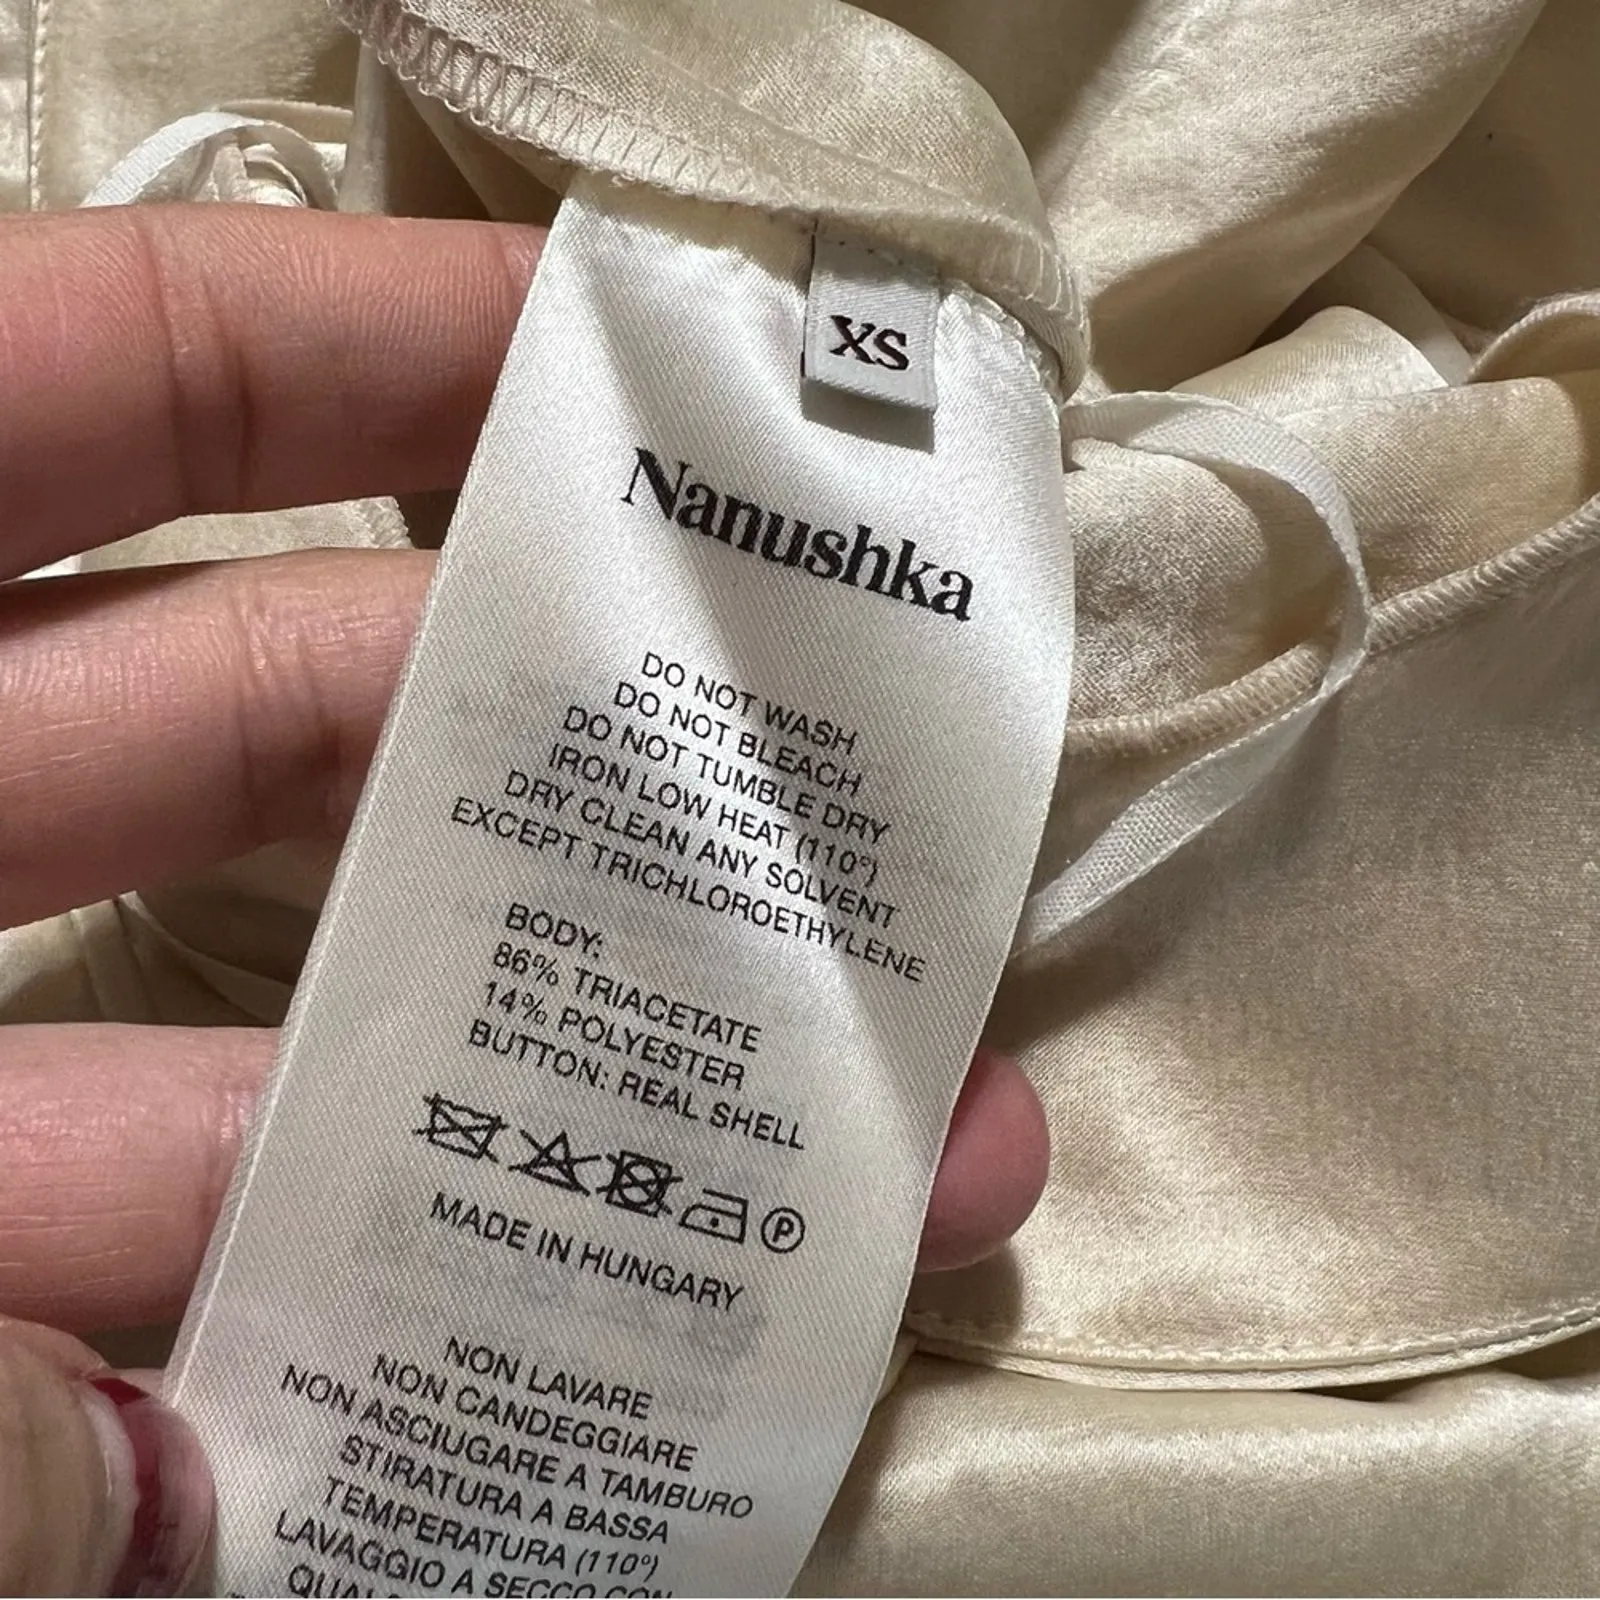 XS
Nanushka
DO NOT WASH
DO NOT BLEACH
DO NOT TUMBLE DRY
IRON LOW HEAT (110°)
DRY CLEAN ANY SOLVENT
EXCEPT TRICHLOROETHYLENE
BODY:
86% TRIACETATE
14% POLYESTER
BUTTON: REAL SHELL
P
MADE IN HUNGARY
NON LAVARE
NON CANDEGGIARE
NON ASCIUGARE A TAMBURO
STIRATURA A BASSA
TEMPERATURA (110°)
LAVAGGIO A SECCO CON